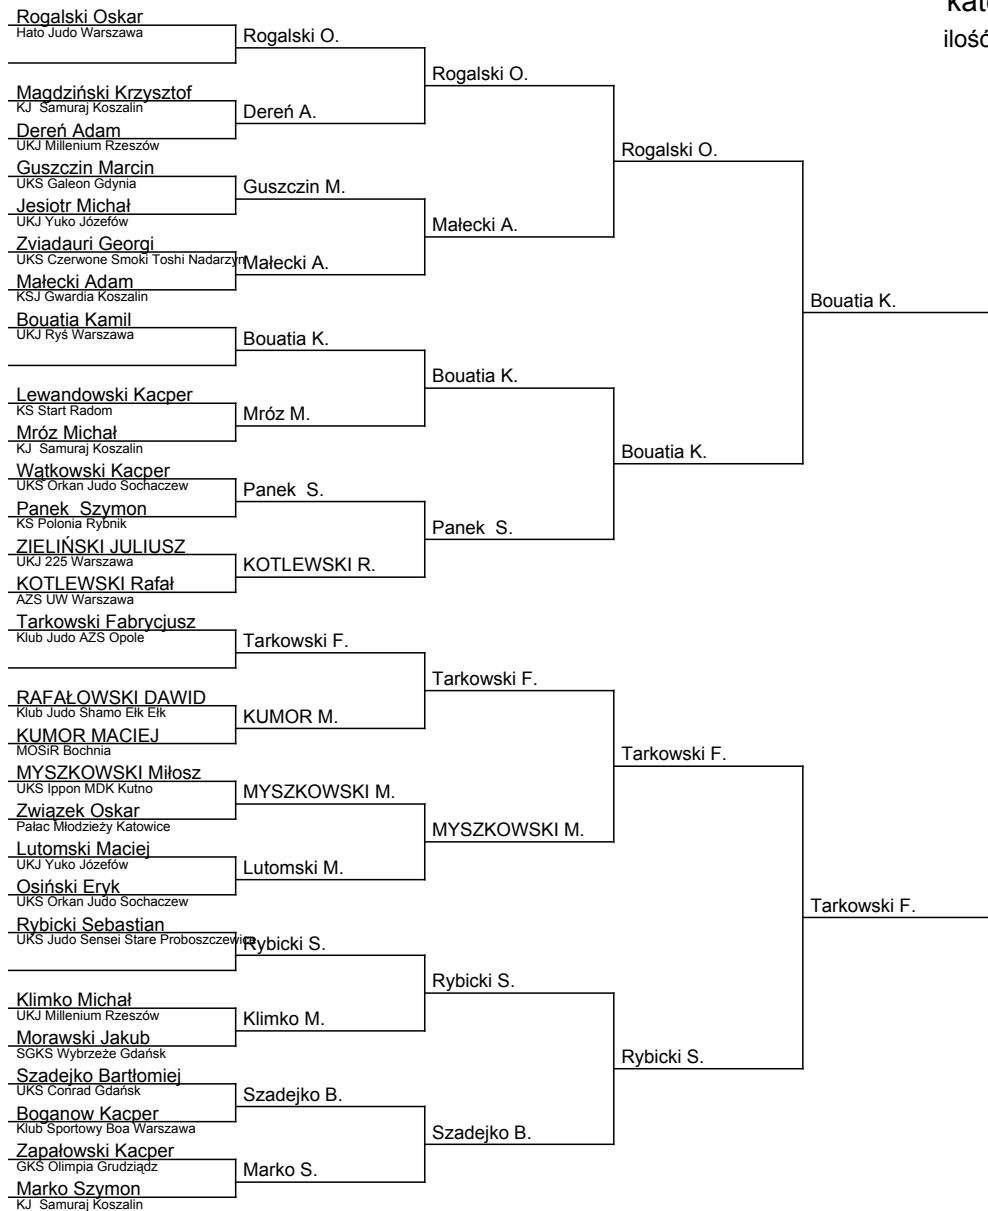 Rogalski Oskar
Hato Judo Warszawa
Magdziński Krzysztof
KJ Samuraj Koszalin
Dereń Adam
UKJ Millenium Rzeszów
Guszczin Marcin
UKS Galeon Gdynia
Jesiotr Michał
UKJ Yuko Józefów
Zviadauri Georgi
UKS Czerwone Smoki Toshi Nadarzyn
Małecki Adam
KSJ Gwardia Koszalin
Bouatia Kamil
UKJ Ryś Warszawa
Lewandowski Kacper
KS Start Radom
Mróz Michał
KJ Samuraj Koszalin
Wątkowski Kacper
UKS Orkan Judo Sochaczew
Panek Szymon
KS Polonia Rybnik
ZIELIŃSKI JULIUSZ
UKJ 225 Warszawa
KOTLEWSKI Rafał
AZS UW Warszawa
Tarkowski Fabrycjusz
Klub Judo AZS Opole
RAFAŁOWSKI DAWID
Klub Judo Shamo Ełk Ełk
KUMOR MACIEJ
MOSiR Bochnia
MYSZKOWSKI Miłosz
UKS Ippon MDK Kutno
Związek Oskar
Pałac Młodzieży Katowice
Lutomski Maciej
UKJ Yuko Józefów
Osiński Eryk
UKS Orkan Judo Sochaczew
Rybicki Sebastian
UKS Judo Sensei Stare Proboszczewice
Klimko Michał
UKJ Millenium Rzeszów
Morawski Jakub
SGKS Wybrzeże Gdańsk
Szadejko Bartłomiej
UKS Conrad Gdańsk
Boganow Kacper
Klub Sportowy Boa Warszawa
Zapałowski Kacper
GKS Olimpia Grudziądz
Marko Szymon
KJ Samuraj Koszalin
Rogalski O.
Dereń A.
Guszczin M.
Małecki A.
Bouatia K.
Mróz M.
Panek S.
KOTLEWSKI R.
Tarkowski F.
KUMOR M.
MYSZKOWSKI M.
Lutomski M.
Rybicki S.
Klimko M.
Szadejko B.
Marko S.
Rogalski O.
Małecki A.
Bouatia K.
Panek S.
Tarkowski F.
MYSZKOWSKI M.
Rybicki S.
Szadejko B.
Rogalski O.
Bouatia K.
Tarkowski F.
Rybicki S.
Bouatia K.
Tarkowski F.
ilość